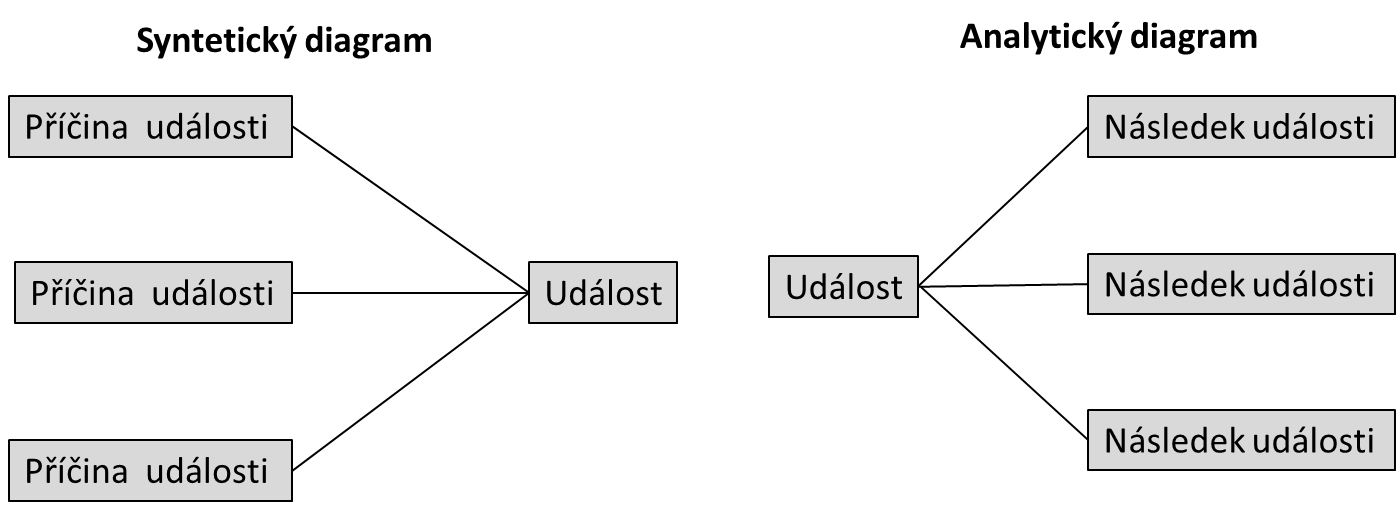 Syntetický diagram
Příčina události
Příčina události
Událost
Příčina události
Analytický diagram
Následek události
Událost
Následek události
Následek události